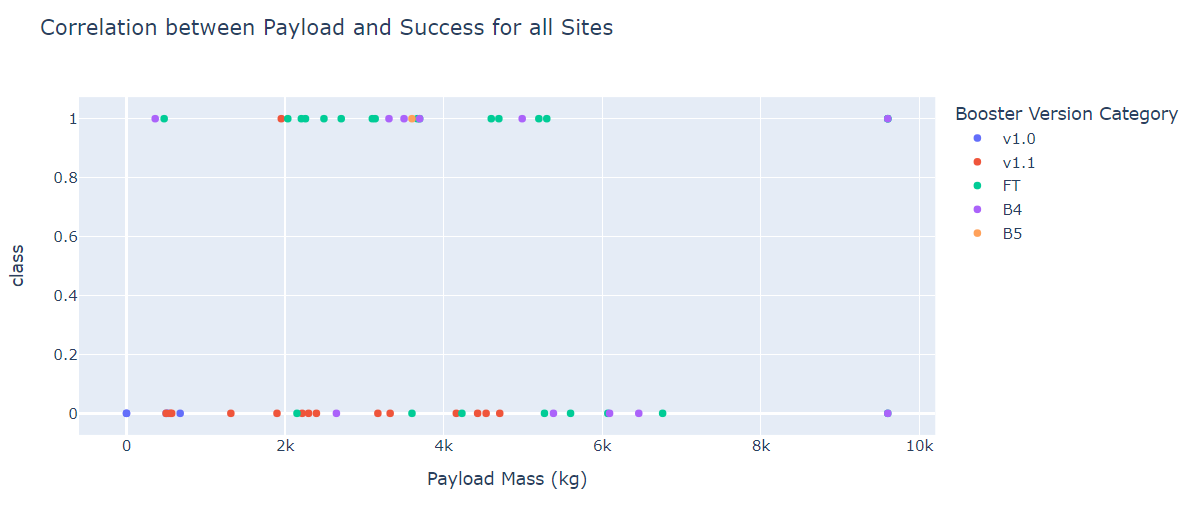 Correlation between Payload and Success for all Sites
Booster Version Category
v1.0
v1.1
FT
B4
B5
class
1
0.8
0.6
0.4
0.2
0
0 2k 4k 6k 8k 10k
Payload Mass (kg)